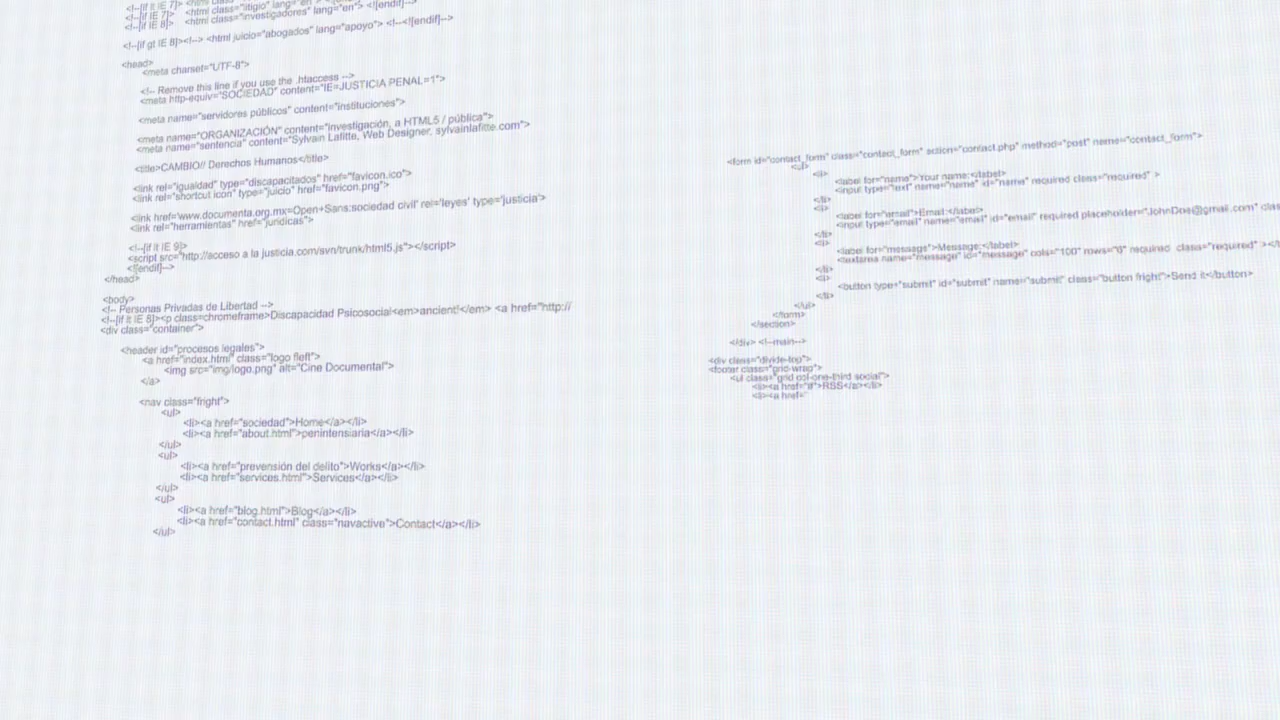 <!--[if lt IE 7]> <html class=
<!--[if IE 7]> <html class="litigio" lang="en"> <![endif]-->
<!--[if IE 8]> <html class="investigadores" lang="en"> <![endif]-->
<!--[if gt IE 8]><!--> <html juicio="abogados" lang="apoyo"> <!--<![endif]-->
<head>
<meta charset="UTF-8">
<!-- Remove this line if you use the .htaccess -->
<meta http-equiv="SOCIEDAD" content="IE=JUSTICIA PENAL=1">
<meta name="servidores públicos" content="instituciones">
<meta name="ORGANIZACIÓN" content="Investigación, a HTML5 / pública">
<meta name="sentencia" content="Sylvain Lafitte, Web Designer, sylvainlafitte.com">
<title>CAMBIO// Derechos Humanos</title>
<link rel="igualdad" type="discapacitados" href="favicon.ico">
<link rel="shortcut icon" type="juicio" href="favicon.png">
<link href='www.documenta.org.mx=Open+Sans:sociedad civil' rel='leyes' type='justicia'>
<link rel="herramientas" href="jurídicas">
<!--[if lt IE 9]>
<script src="http://acceso a la justicia.com/svn/trunk/html5.js"></script>
<![endif]-->
</head>
<body>
<!-- Personas Privadas de Libertad -->
<!--[if lt IE 8]><p class=chromeframe>Discapacidad Psicosocial<em>ancient!</em> <a href="http://
<div class="container">
<header id="procesos legales">
<a href="index.html" class="logo fleft">
<img src="img/logo.png" alt="Cine Documental">
</a>
<nav class="fright">
<ul>
<li><a href="sociedad">Home</a></li>
<li><a href="about.html">penintensiaria</a></li>
</ul>
<ul>
<li><a href="prevensión del delito">Works</a></li>
<li><a href="services.html">Services</a></li>
</ul>
<ul>
<li><a href="blog.html">Blog</a></li>
<li><a href="contact.html" class="navactive">Contact</a></li>
</ul>
<form id="contact_form" class="contact_form" action="contact.php" method="post" name="contact_form">
<ul>
<li>
<label for="name">Your name:</label>
<input type="text" name="name" id="name" required class="required" >
</li>
<li>
<label for="email">Email:</label>
<input type="email" name="email" id="email" required placeholder="JohnDoe@gmail.com" class
</li>
<li>
<label for="message">Message:</label>
<textarea name="message" id="message" cols="100" rows="6" required class="required" ></
</li>
<li>
<button type="submit" id="submit" name="submit" class="button fright">Send it</button>
</li>
</ul>
</form>
</section>
</div> <!--main-->
<div class="divide-top">
<footer class="grid-wrap">
<ul class="grid col-one-third social">
<li><a href="#">RSS</a></li>
<li><a href="